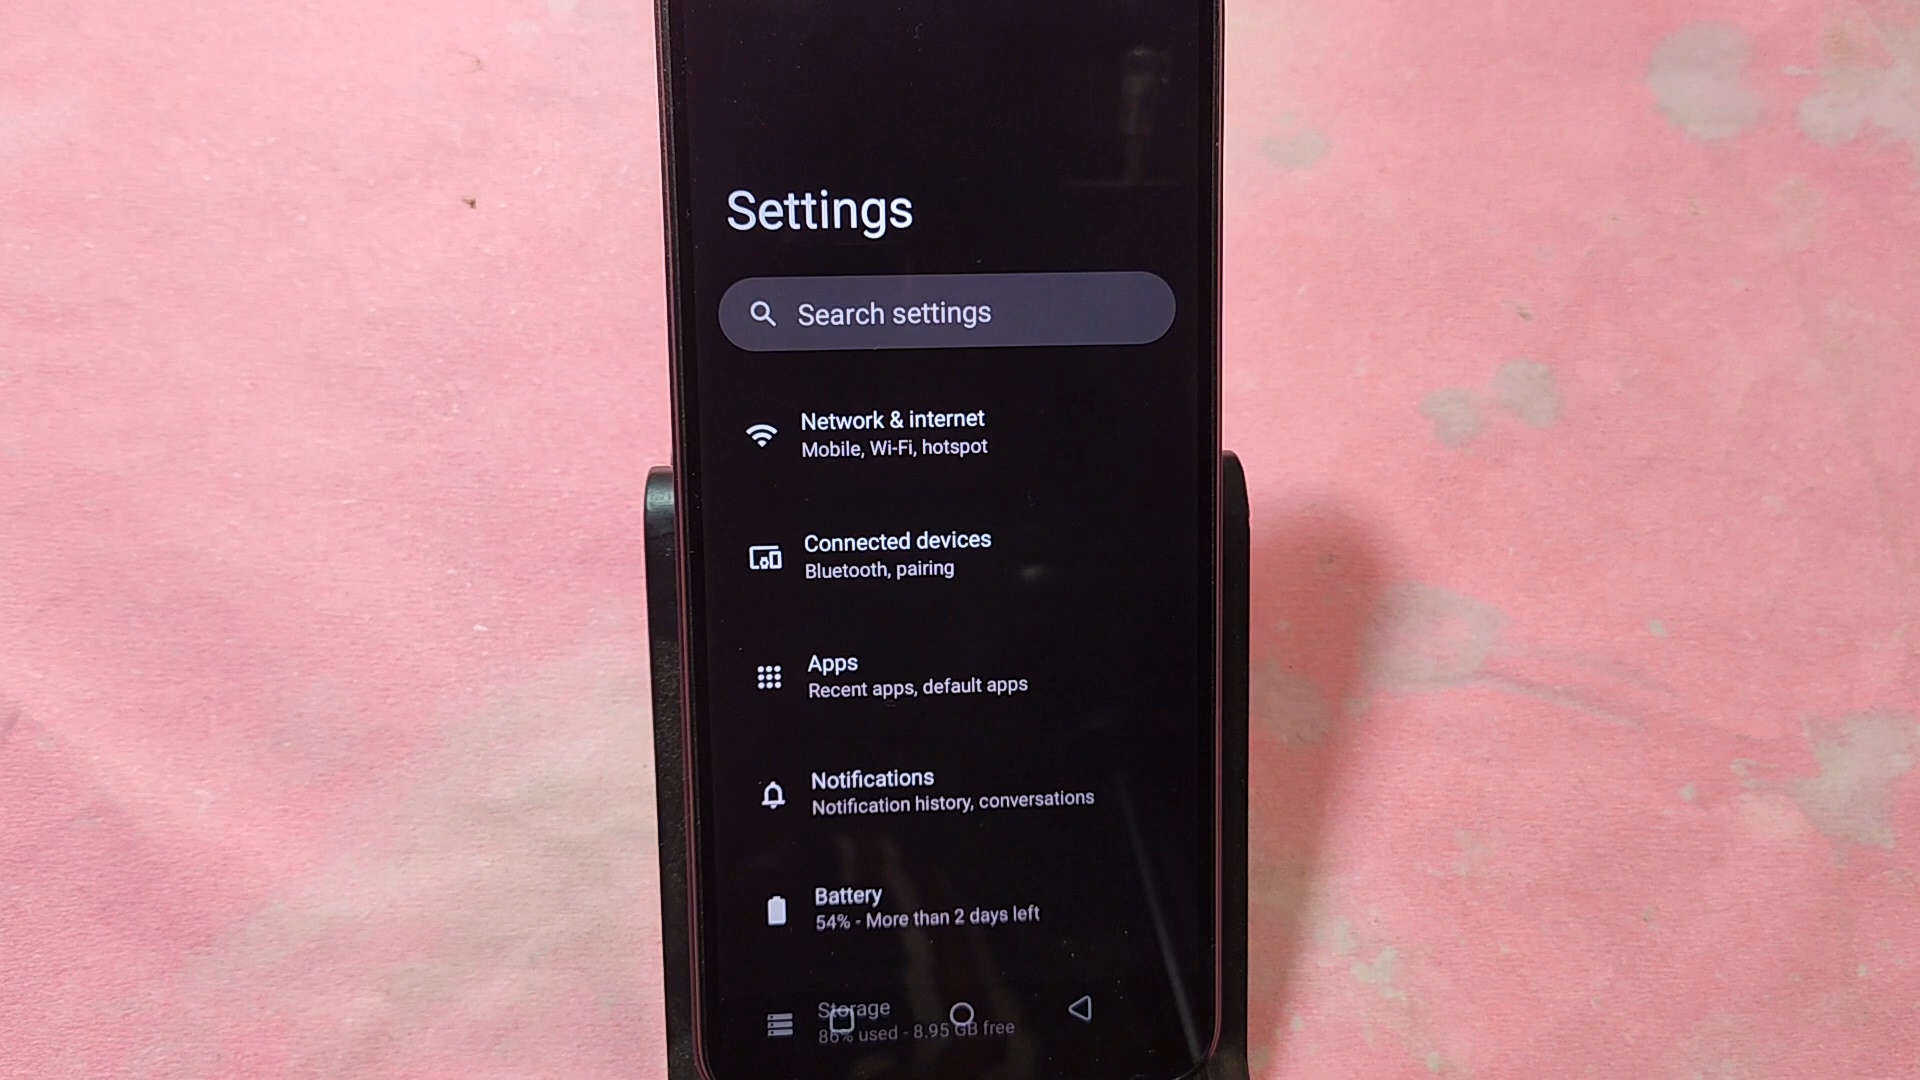 Settings
Search settings
Network & internet
Mobile, Wi-Fi, hotspot
Connected devices
Bluetooth, pairing
Apps
Recent apps, default apps
Notifications
Notification history, conversations
Battery
54% - More than 2 days left
Storage
86% used - 8.95 GB free